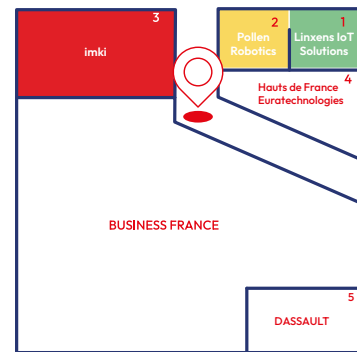 3
imki
2
Pollen
Robotics
1
Linxens IoT
Solutions
4
Hauts de France
Euratechnologies
BUSINESS FRANCE
5
DASSAULT